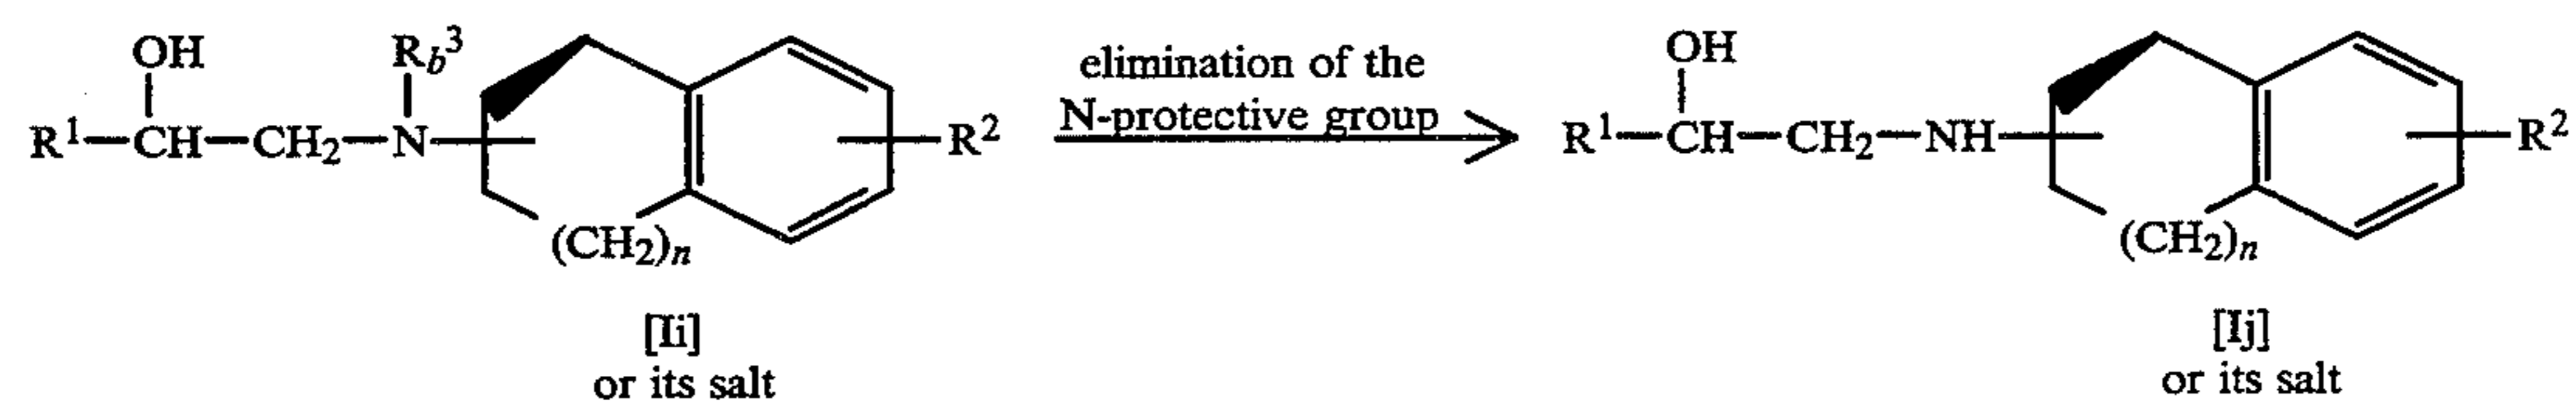 OH
R_b^3
R^1—CH—CH_2—N
R^2
(CH_2)_n
[Ii]
or its salt
elimination of the
N-protective group
OH
R^1—CH—CH_2—NH
R^2
(CH_2)_n
[Ij]
or its salt